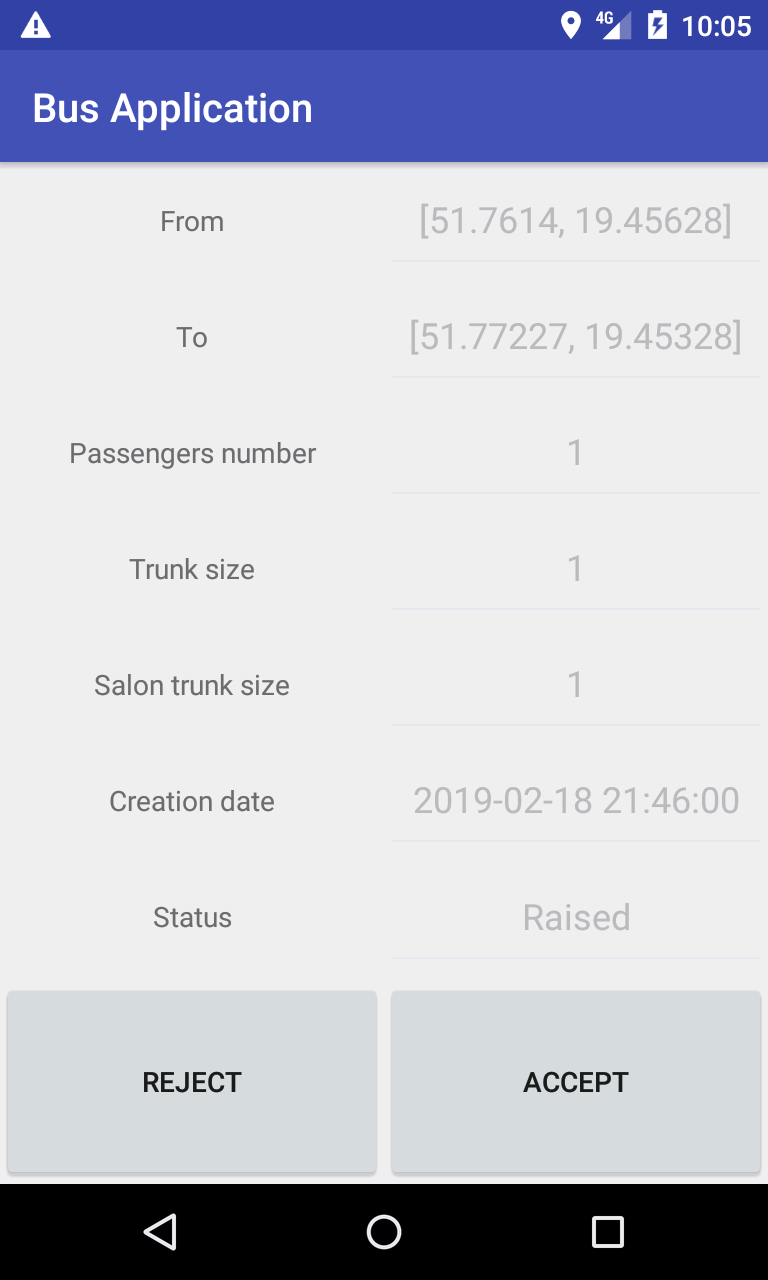 4G 10:05
Bus Application
From [51.7614, 19.45628]
To [51.77227, 19.45328]
Passengers number 1
Trunk size 1
Salon trunk size 1
Creation date 2019-02-18 21:46:00
Status Raised
REJECT ACCEPT